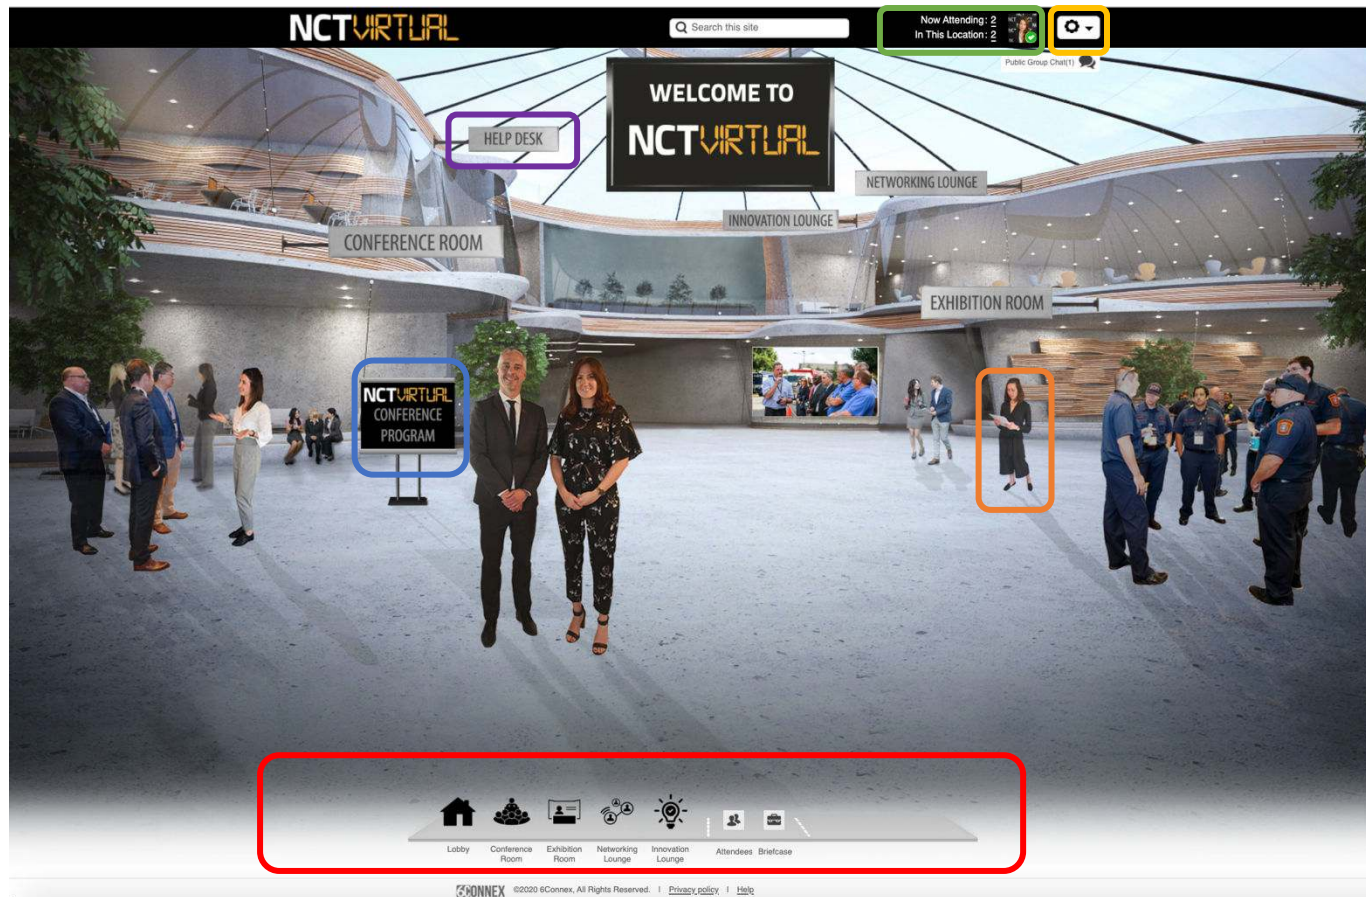 NCTVIRTUAL
Search this site
Now Attending: 2
In This Location: 2
Public Group Chat(1)
WELCOME TO
NCTVIRTUAL
HELP DESK
NETWORKING LOUNGE
INNOVATION LOUNGE
CONFERENCE ROOM
EXHIBITION ROOM
NCTVIRTUAL
CONFERENCE
PROGRAM
Lobby
Conference
Room
Exhibition
Room
Networking
Lounge
Innovation
Lounge
Attendees
Briefcase
6CONNEX
©2020 6Connex, All Rights Reserved. | Privacy policy | Help